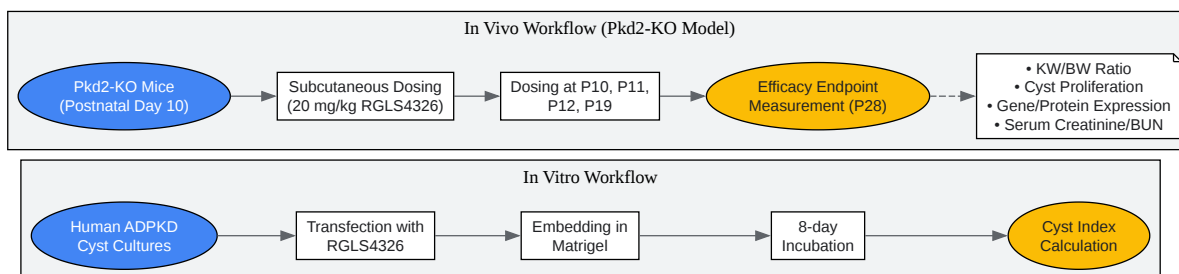 In Vivo Workflow (Pkd2-KO Model)
Pkd2-KO Mice
(Postnatal Day 10)
Subcutaneous Dosing
(20 mg/kg RGLS4326)
Dosing at P10, P11,
P12, P19
Efficacy Endpoint
Measurement (P28)
• KW/BW Ratio
• Cyst Proliferation
• Gene/Protein Expression
• Serum Creatinine/BUN
In Vitro Workflow
Human ADPKD
Cyst Cultures
Transfection with
RGLS4326
Embedding in
Matrigel
8-day
Incubation
Cyst Index
Calculation